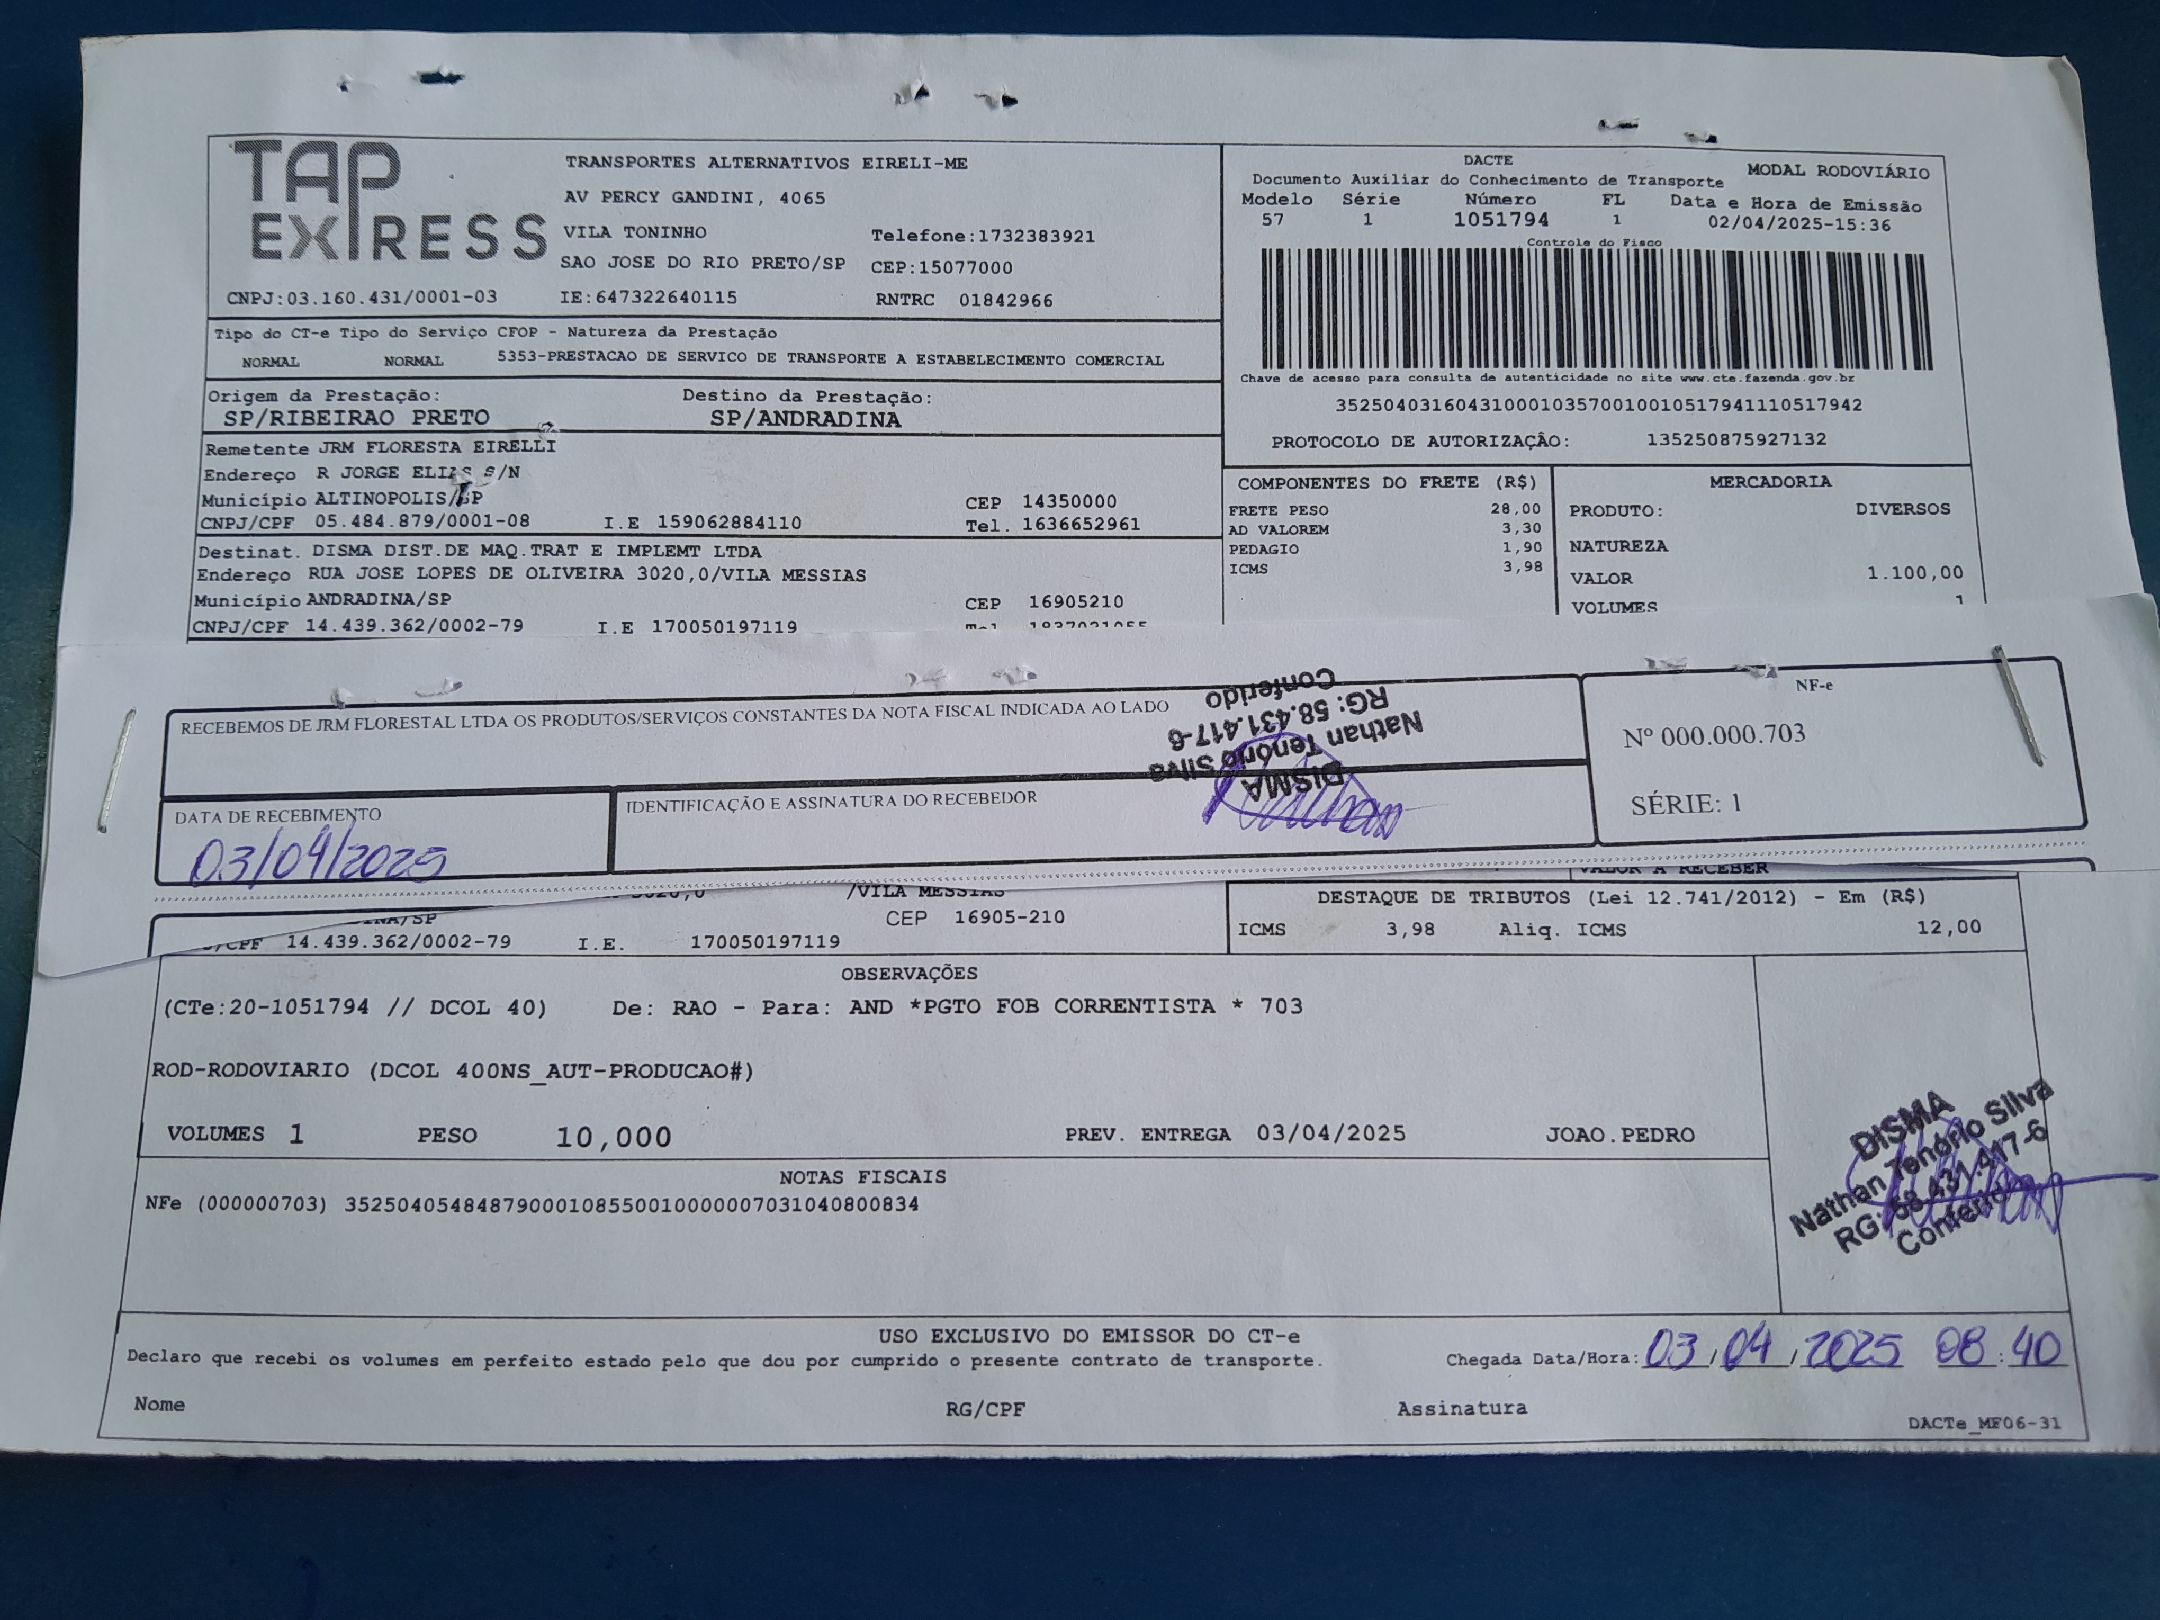 TAP EXPRESS
TRANSPORTES ALTERNATIVOS EIRELI-ME
AV PERCY GANDINI, 4065
VILA TONINHO Telefone:1732383921
SAO JOSE DO RIO PRETO/SP CEP:15077000
CNPJ:03.160.431/0001-03 IE:647322640115 RNTRC 01842966
DACTE
Documento Auxiliar do Conhecimento de Transporte MODAL RODOVIÁRIO
Modelo Série Número FL Data e Hora de Emissão
57 1 1051794 1 02/04/2025-15:36
Controle do Fisco
Chave de acesso para consulta de autenticidade no site www.cte.fazenda.gov.br
35250403160431000103570010010517941110517942
PROTOCOLO DE AUTORIZAÇÃO: 135250875927132
Tipo do CT-e Tipo do Serviço CFOP - Natureza da Prestação
NORMAL NORMAL 5353-PRESTACAO DE SERVICO DE TRANSPORTE A ESTABELECIMENTO COMERCIAL
Origem da Prestação: Destino da Prestação:
SP/RIBEIRAO PRETO SP/ANDRADINA
Remetente JRM FLORESTA EIRELLI
Endereço R JORGE ELIAS S/N
Município ALTINOPOLIS/SP CEP 14350000
CNPJ/CPF 05.484.879/0001-08 I.E 159062884110 Tel. 1636652961
Destinat. DISMA DIST.DE MAQ.TRAT E IMPLEMT LTDA
Endereço RUA JOSE LOPES DE OLIVEIRA 3020,0/VILA MESSIAS
Município ANDRADINA/SP CEP 16905210
CNPJ/CPF 14.439.362/0002-79 I.E 170050197119 Tel 1837021055
COMPONENTES DO FRETE (R$)
FRETE PESO 28,00
AD VALOREM 3,30
PEDAGIO 1,90
ICMS 3,98
MERCADORIA
PRODUTO: DIVERSOS
NATUREZA
VALOR 1.100,00
VOLUMES 1
RECEBEMOS DE JRM FLORESTAL LTDA OS PRODUTOS/SERVIÇOS CONSTANTES DA NOTA FISCAL INDICADA AO LADO
DATA DE RECEBIMENTO
03/04/2025
IDENTIFICAÇÃO E ASSINATURA DO RECEBEDOR
DISMA
Nathan Tenório Silva
RG: 58.431.417-6
Conferido
Nathan
NF-e
Nº 000.000.703
SÉRIE: 1
VALOR A RECEBER
3020,0 /VILA MESSIAS
DINA/SP CEP 16905-210
/CPF 14.439.362/0002-79 I.E. 170050197119
DESTAQUE DE TRIBUTOS (Lei 12.741/2012) - Em (R$)
ICMS 3,98 Aliq. ICMS 12,00
OBSERVAÇÕES
(CTe:20-1051794 // DCOL 40) De: RAO - Para: AND *PGTO FOB CORRENTISTA * 703
ROD-RODOVIARIO (DCOL 400NS_AUT-PRODUCAO#)
VOLUMES 1 PESO 10,000 PREV. ENTREGA 03/04/2025 JOAO.PEDRO
NOTAS FISCAIS
NFe (000000703) 35250405484879000108550010000007031040800834
DISMA
Nathan Tenório Silva
RG: 58.431.417-6
Conferido
USO EXCLUSIVO DO EMISSOR DO CT-e
Declaro que recebi os volumes em perfeito estado pelo que dou por cumprido o presente contrato de transporte. Chegada Data/Hora: 03/04/2025 08:40
Nome RG/CPF Assinatura
DACTe_MF06-31